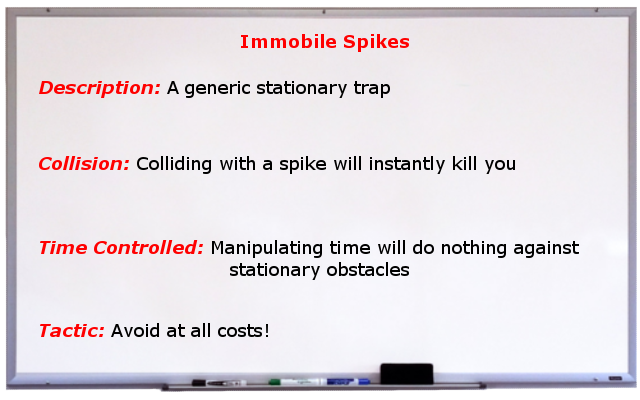 Immobile Spikes
Description: A generic stationary trap
Collision: Colliding with a spike will instantly kill you
Time Controlled: Manipulating time will do nothing against
stationary obstacles
Tactic: Avoid at all costs!